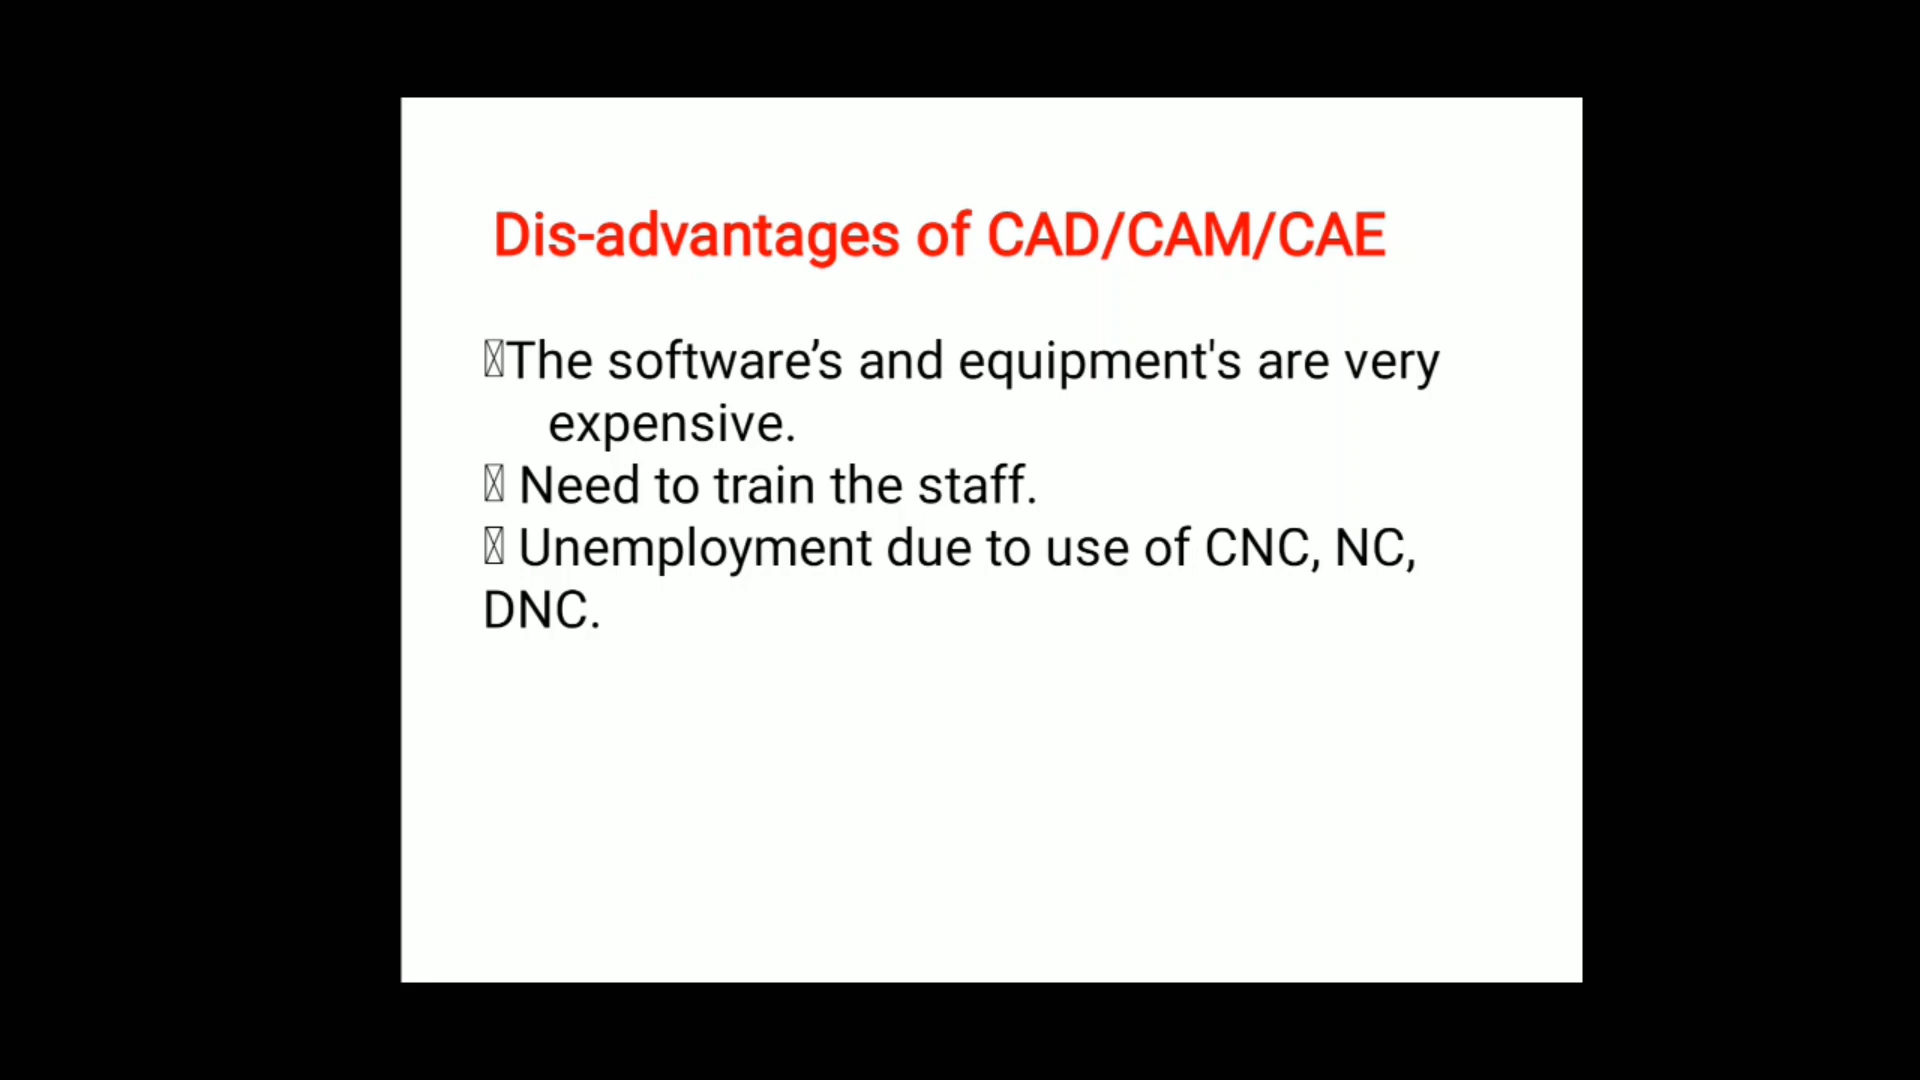 Dis-advantages of CAD/CAM/CAE
The software’s and equipment's are very
expensive.
Need to train the staff.
Unemployment due to use of CNC, NC,
DNC.